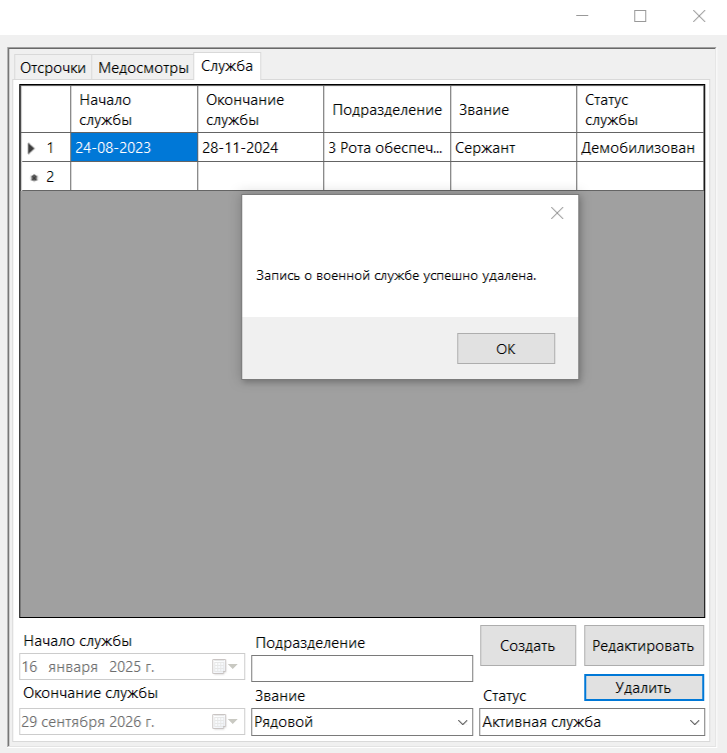 Отсрочки Медосмотры Служба
Начало службы Окончание службы Подразделение Звание Статус службы
1 24-08-2023 28-11-2024 3 Рота обеспеч... Сержант Демобилизован
2
Запись о военной службе успешно удалена.
ОК
Начало службы
16 января 2025 г.
Окончание службы
29 сентября 2026 г.
Подразделение
Звание
Рядовой
Создать
Редактировать
Удалить
Статус
Активная служба